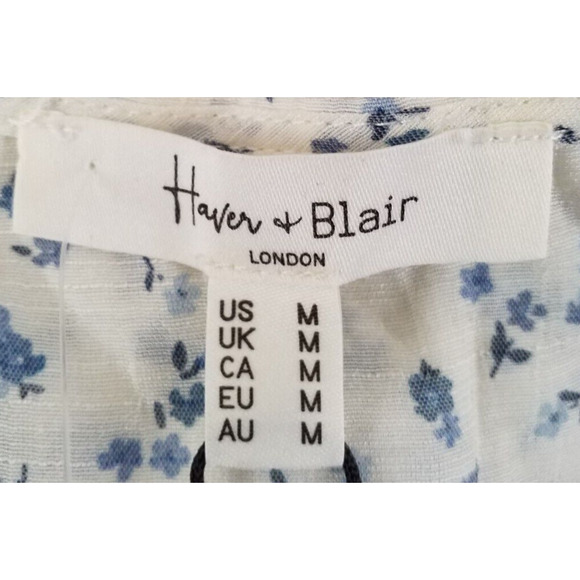 Haver + Blair
LONDON
US M
UK M
CA M
EU M
AU M